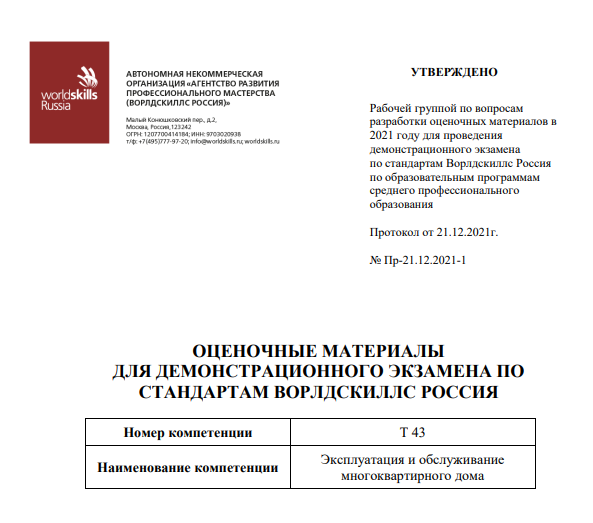 worldskills
Russia
АВТОНОМНАЯ НЕКОММЕРЧЕСКАЯ
ОРГАНИЗАЦИЯ «АГЕНТСТВО РАЗВИТИЯ
ПРОФЕССИОНАЛЬНОГО МАСТЕРСТВА
(ВОРЛДСКИЛЛС РОССИЯ)»
Малый Конюшковский пер., д.2,
Москва, Россия,123242
ОГРН: 1207700414184; ИНН: 9703020938
т/ф: +7(495)777-97-20; info@worldskills.ru; worldskills.ru
УТВЕРЖДЕНО
Рабочей группой по вопросам
разработки оценочных материалов в
2021 году для проведения
демонстрационного экзамена
по стандартам Ворлдскиллс Россия
по образовательным программам
среднего профессионального
образования
Протокол от 21.12.2021г.
№ Пр-21.12.2021-1
ОЦЕНОЧНЫЕ МАТЕРИАЛЫ
ДЛЯ ДЕМОНСТРАЦИОННОГО ЭКЗАМЕНА ПО
СТАНДАРТАМ ВОРЛДСКИЛЛС РОССИЯ
Номер компетенции
Т 43
Наименование компетенции
Эксплуатация и обслуживание
многоквартирного дома